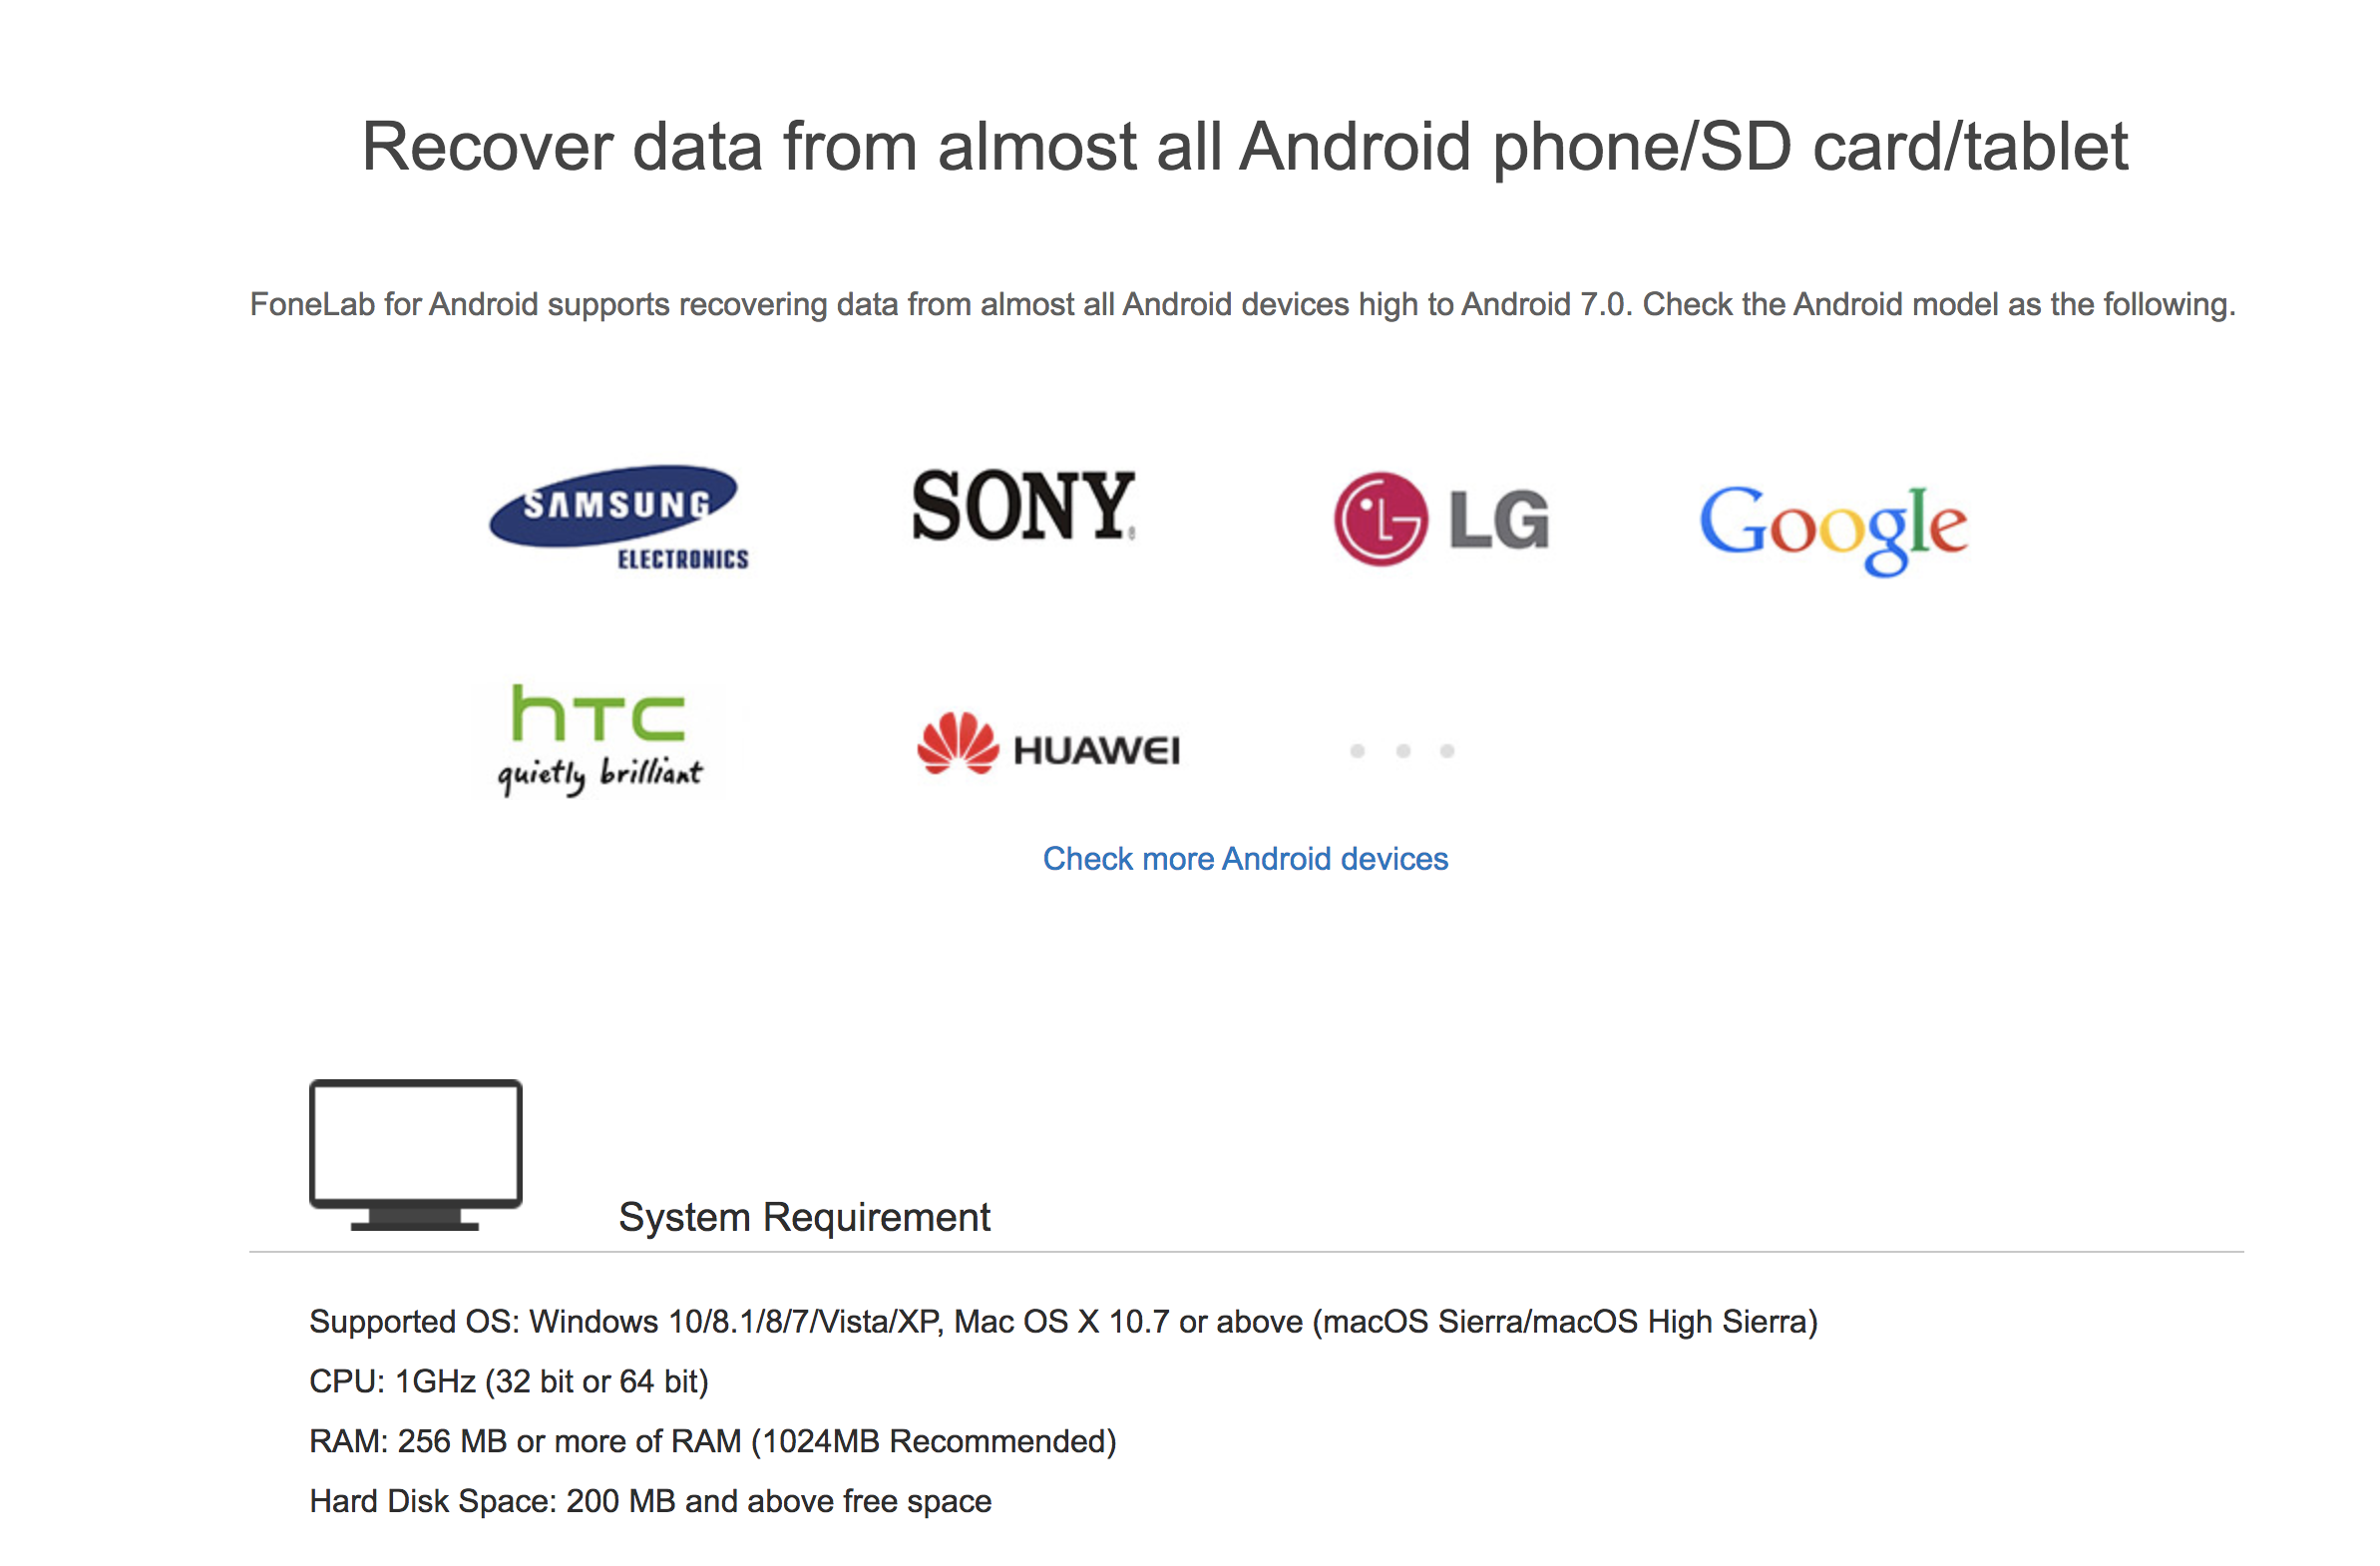 Recover data from almost all Android phone/SD card/tablet
FoneLab for Android supports recovering data from almost all Android devices high to Android 7.0. Check the Android model as the following.
SAMSUNG
ELECTRONICS
SONY
LG
LG
Google
hTC
quietly brilliant
HUAWEI
Check more Android devices
System Requirement
Supported OS: Windows 10/8.1/8/7/Vista/XP, Mac OS X 10.7 or above (macOS Sierra/macOS High Sierra)
CPU: 1GHz (32 bit or 64 bit)
RAM: 256 MB or more of RAM (1024MB Recommended)
Hard Disk Space: 200 MB and above free space